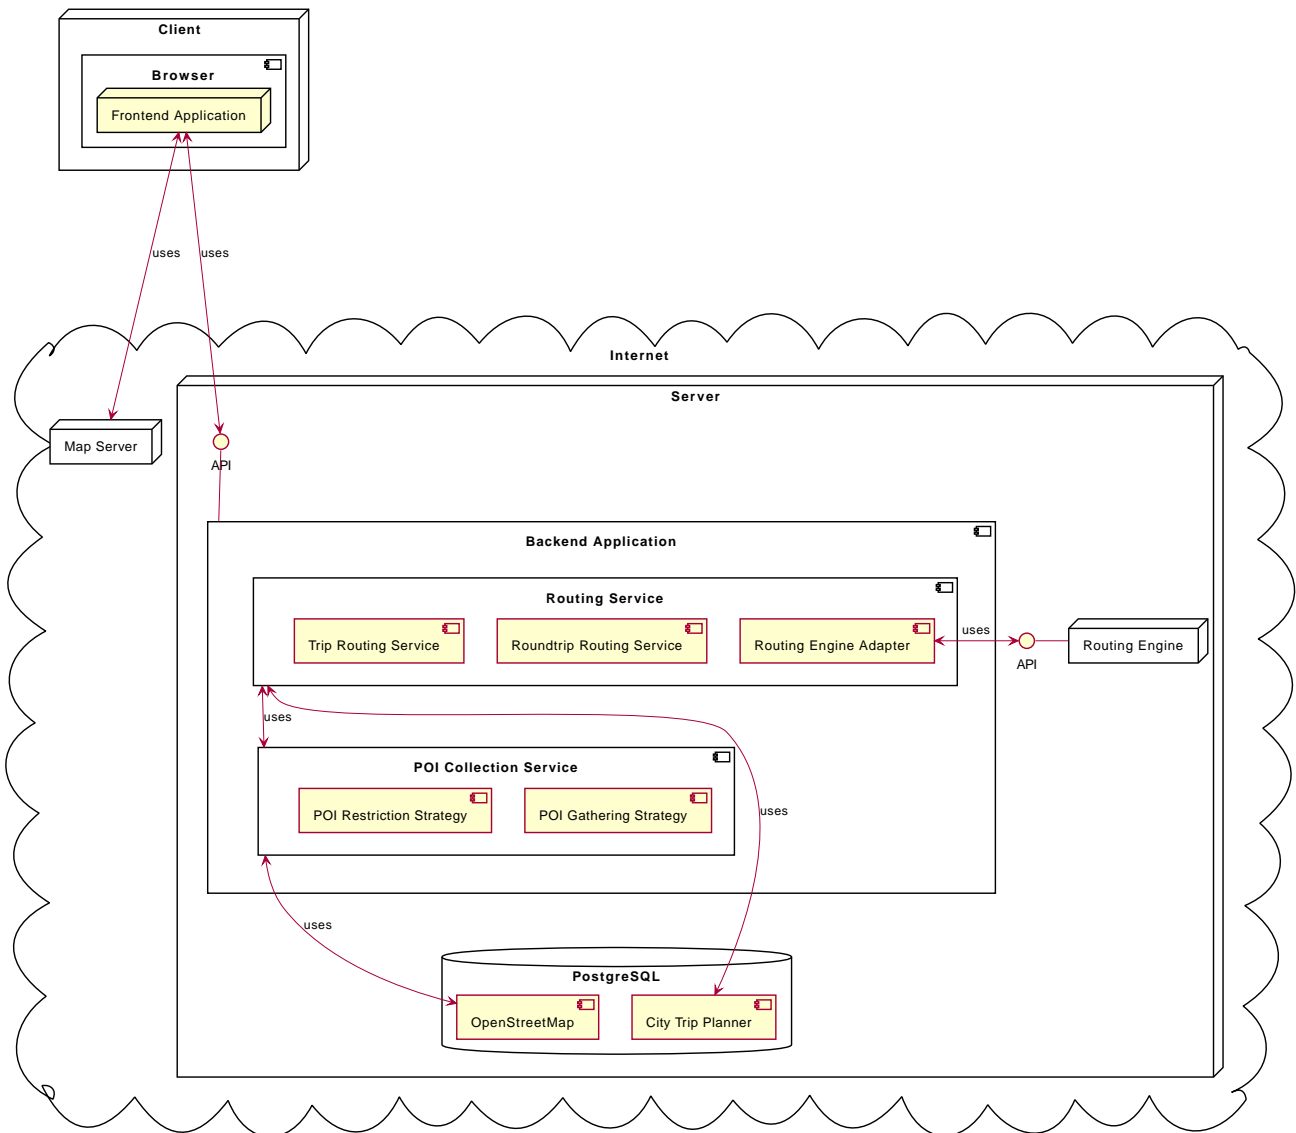 Client
Browser
Frontend Application
uses
uses
Internet
Server
Map Server
API
Backend Application
Routing Service
Trip Routing Service
Roundtrip Routing Service
Routing Engine Adapter
uses
API
Routing Engine
uses
POI Collection Service
POI Restriction Strategy
POI Gathering Strategy
uses
uses
PostgreSQL
OpenStreetMap
City Trip Planner